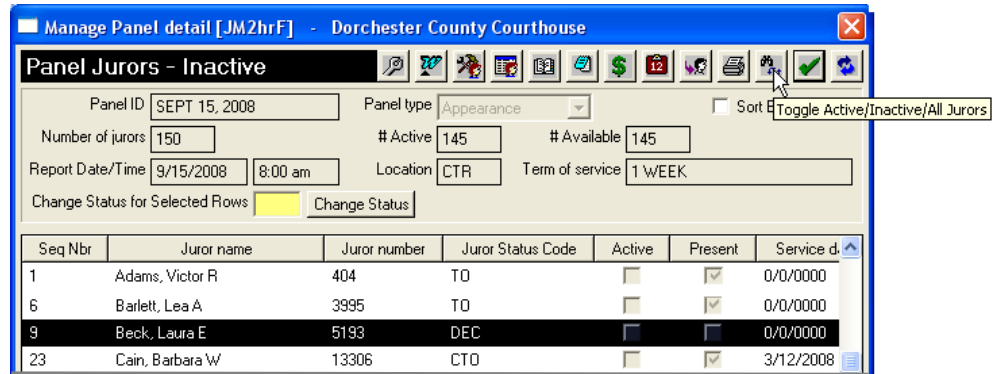 Manage Panel detail [JM2hrF] - Dorchester County Courthouse
Panel Jurors - Inactive
12
Panel ID SEPT 15, 2008 Panel type Appearance Sort
Toggle Active/Inactive/All Jurors
Number of jurors 150 # Active 145 # Available 145
Report Date/Time 9/15/2008 8:00 am Location CTR Term of service 1 WEEK
Change Status for Selected Rows Change Status
Seq Nbr Juror name Juror number Juror Status Code Active Present Service d
1 Adams, Victor R 404 TO 0/0/0000
6 Barlett, Lea A 3995 TO 0/0/0000
9 Beck, Laura E 5193 DEC 0/0/0000
23 Cain, Barbara W 13306 CTO 3/12/2008